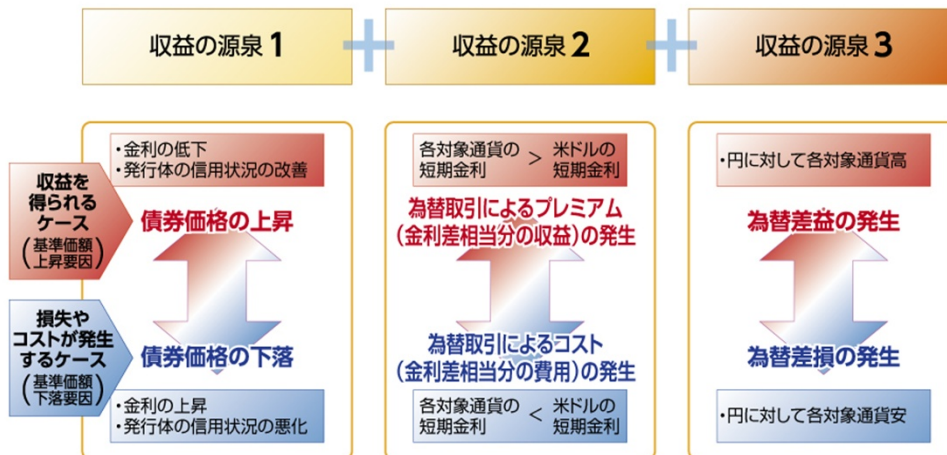 収益の源泉1
+
収益の源泉2
+
収益の源泉3
収益を
得られる
ケース
(基準価額
上昇要因)
・金利の低下
・発行体の信用状況の改善
債券価格の上昇
各対象通貨の
短期金利
>
米ドルの
短期金利
為替取引によるプレミアム
(金利差相当分の収益)の発生
・円に対して各対象通貨高
為替差益の発生
損失や
コストが発生
するケース
(基準価額
下落要因)
債券価格の下落
・金利の上昇
・発行体の信用状況の悪化
為替取引によるコスト
(金利差相当分の費用)の発生
各対象通貨の
短期金利
<
米ドルの
短期金利
為替差損の発生
・円に対して各対象通貨安